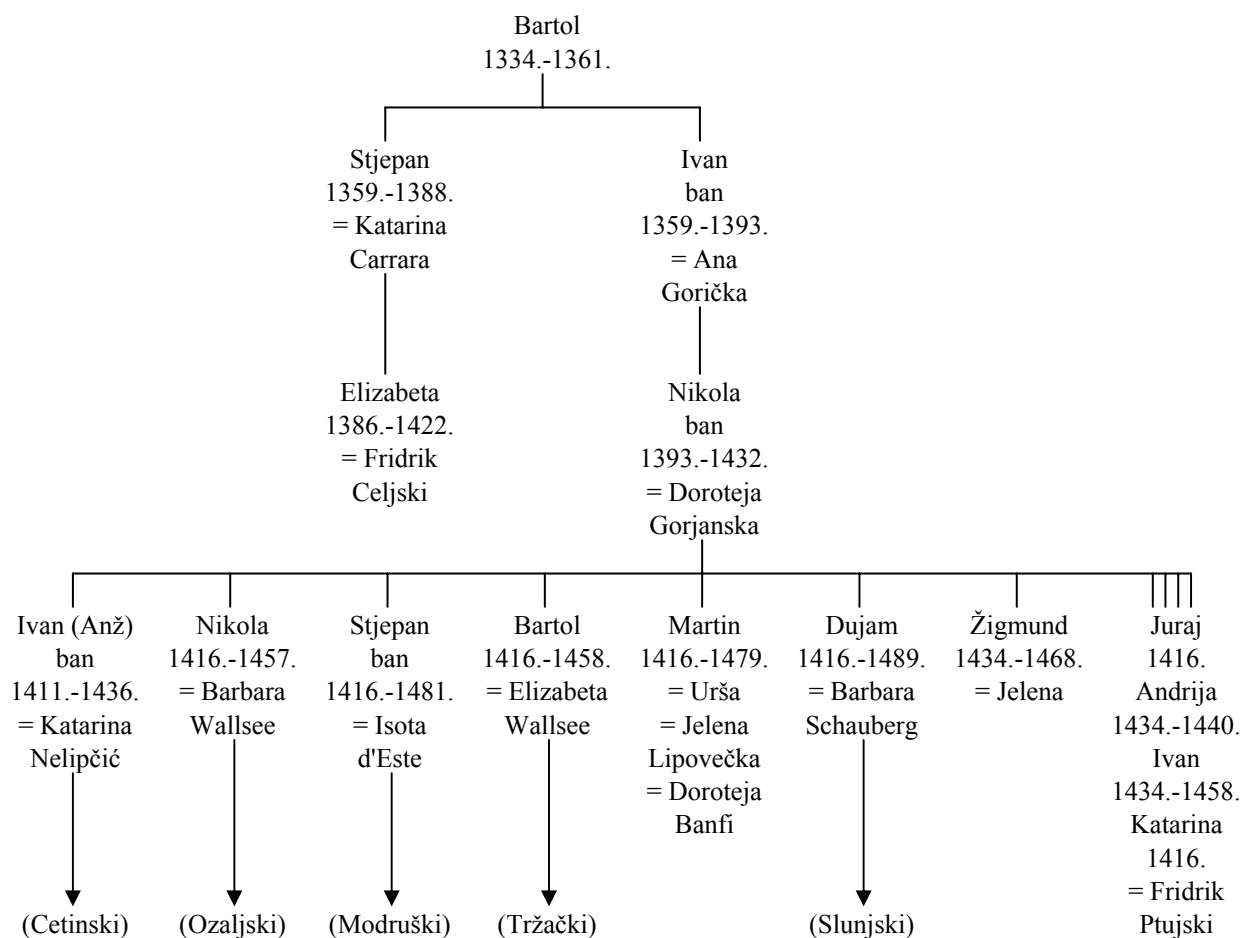 Bartol
1334.-1361.
Stjepan
1359.-1388.
= Katarina
Carrara
Ivan
ban
1359.-1393.
= Ana
Gorička
Elizabeta
1386.-1422.
= Fridrik
Celjski
Nikola
ban
1393.-1432.
= Doroteja
Gorjanska
Ivan (Anž)
ban
1411.-1436.
= Katarina
Nelipčić
(Cetinski)
Nikola
1416.-1457.
= Barbara
Wallsee
(Ozaljski)
Stjepan
ban
1416.-1481.
= Isota
d'Este
(Modruški)
Bartol
1416.-1458.
= Elizabeta
Wallsee
(Tržački)
Martin
1416.-1479.
= Urša
= Jelena
Lipovečka
= Doroteja
Banfi
Dujam
1416.-1489.
= Barbara
Schauberg
(Slunjski)
Žigmund
1434.-1468.
= Jelena
Juraj
1416.
Andrija
1434.-1440.
Ivan
1434.-1458.
Katarina
1416.
= Fridrik
Ptujski